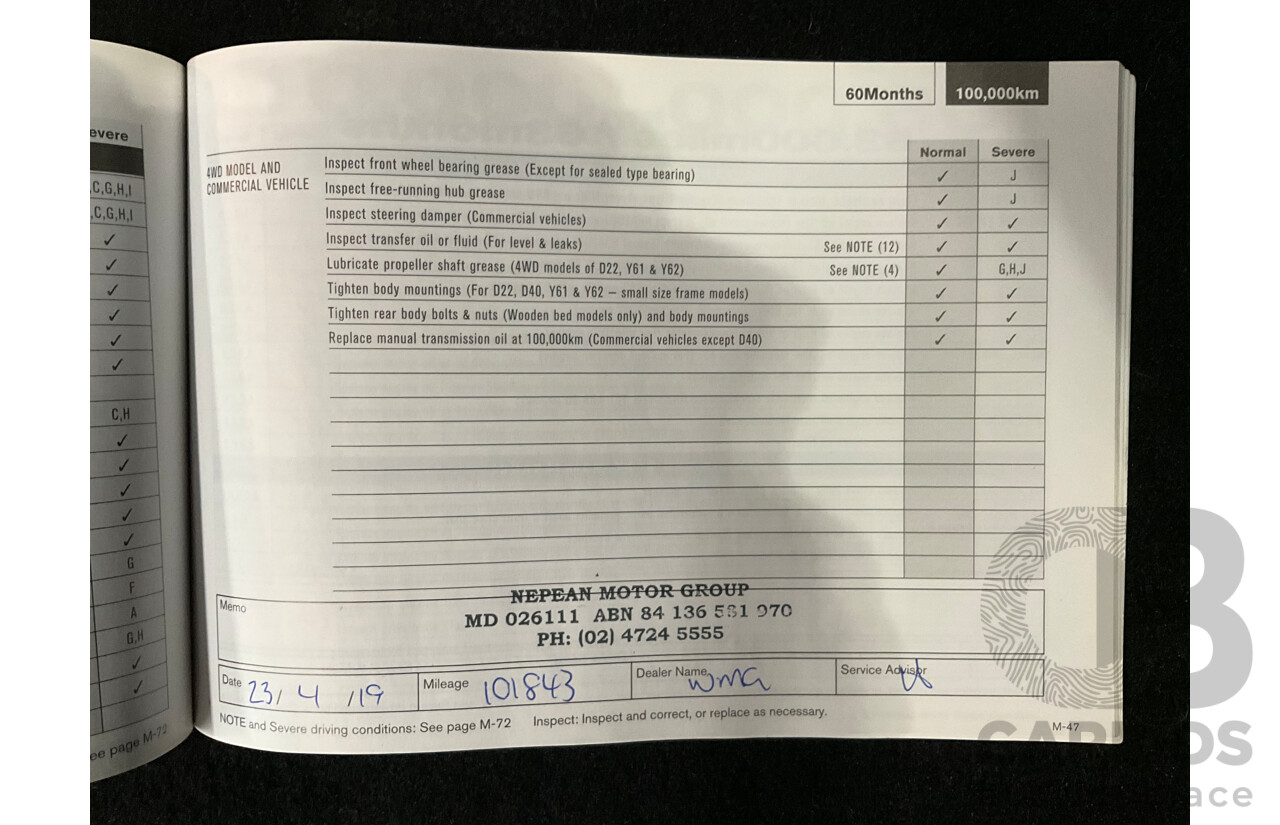 evere
,C,G,H,I
,C,G,H,I
✓
✓
✓
✓
✓
✓
C,H
✓
✓
✓
✓
✓
G
F
A
G,H
✓
✓
ee page M-72
60Months 100,000km
Normal Severe
4WD MODEL AND
COMMERCIAL VEHICLE
Inspect front wheel bearing grease (Except for sealed type bearing) ✓ J
Inspect free-running hub grease ✓ J
Inspect steering damper (Commercial vehicles) ✓ ✓
Inspect transfer oil or fluid (For level & leaks) See NOTE (12) ✓ ✓
Lubricate propeller shaft grease (4WD models of D22, Y61 & Y62) See NOTE (4) ✓ G,H,J
Tighten body mountings (For D22, D40, Y61 & Y62 – small size frame models) ✓ ✓
Tighten rear body bolts & nuts (Wooden bed models only) and body mountings ✓ ✓
Replace manual transmission oil at 100,000km (Commercial vehicles except D40) ✓ ✓
Memo
NEPEAN MOTOR GROUP
MD 026111 ABN 84 136 531 970
PH: (02) 4724 5555
Date 23/4/19 Mileage 101843 Dealer Name WMG Service Advisor
NOTE and Severe driving conditions: See page M-72 Inspect: Inspect and correct, or replace as necessary.
M-47